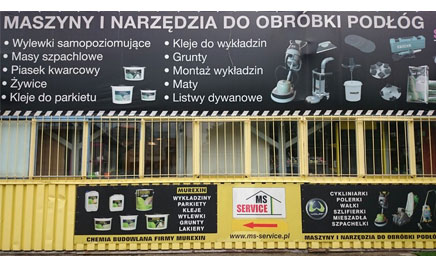 MASZYNY I NARZĘDZIA DO OBRÓBKI PODŁÓG
• Wylewki samopoziomujące
• Masy szpachlowe
• Piasek kwarcowy
• Żywice
• Kleje do parkietu
• Kleje do wykładzin
• Grunty
• Montaż wykładzin
• Maty
• Listwy dywanowe
MUREXIN
WYKŁADZINY
PARKIETY
KLEJE
WYLEWKI
GRUNTY
LAKIERY
CHEMIA BUDOWLANA FIRMY MUREXIN
MS
SERVICE
www.ms-service.pl
CYKLINIARKI
POLERKI
WAŁKI
SZLIFIERKI
MIESZADŁA
SZPACHELKI
MASZYNY I NARZĘDZIA DO OBRÓBKI PODŁÓG